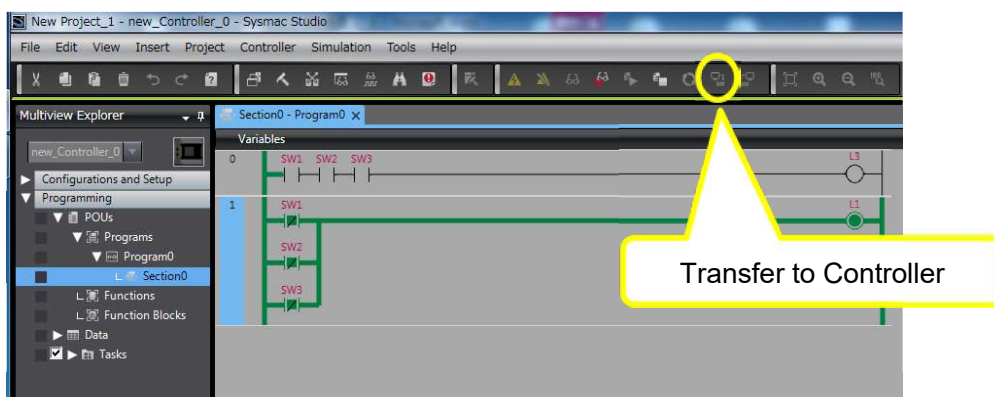 New Project_1 - new_Controller_0 - Sysmac Studio
File Edit View Insert Project Controller Simulation Tools Help
Multiview Explorer
Section0 - Program0 X
new_Controller_0
Variables
Configurations and Setup
Programming
POUs
Programs
Program0
Section0
Functions
Function Blocks
Data
Tasks
0
SW1 SW2 SW3 L3
1
SW1 L1
SW2
SW3
Transfer to Controller